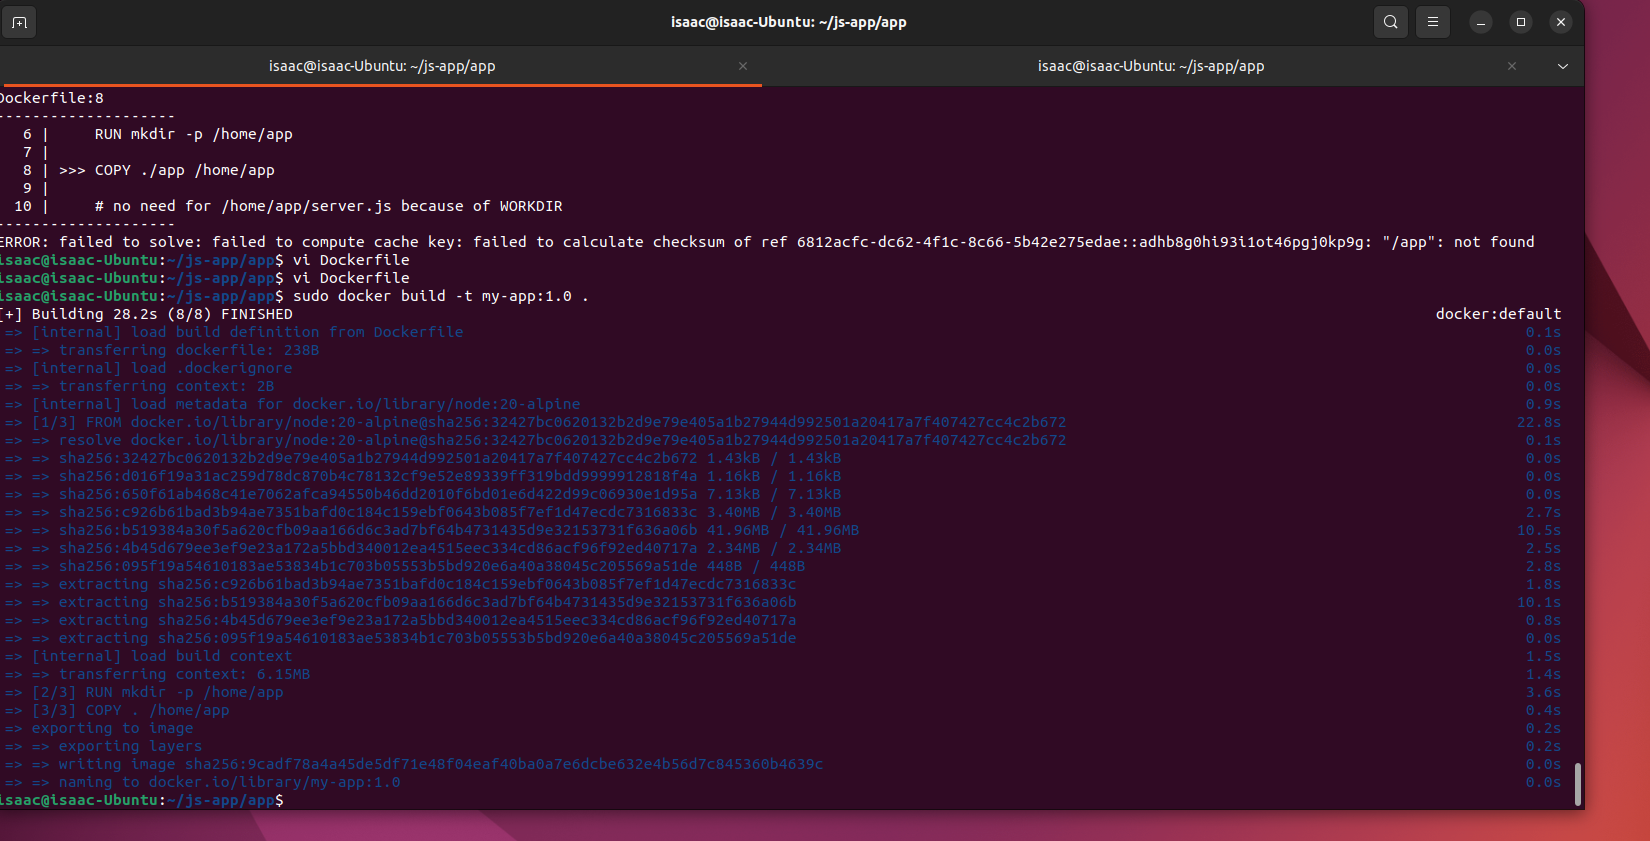 isaac@isaac-Ubuntu: ~/js-app/app
isaac@isaac-Ubuntu: ~/js-app/app
isaac@isaac-Ubuntu: ~/js-app/app
Dockerfile:8
--------------------
6 |     RUN mkdir -p /home/app
7 |
8 | >>> COPY ./app /home/app
9 |
10 |     # no need for /home/app/server.js because of WORKDIR
--------------------
ERROR: failed to solve: failed to compute cache key: failed to calculate checksum of ref 6812acfc-dc62-4f1c-8c66-5b42e275edae::adhb8g0hi93i1ot46pgj0kp9g: "/app": not found
isaac@isaac-Ubuntu:~/js-app/app$ vi Dockerfile
isaac@isaac-Ubuntu:~/js-app/app$ vi Dockerfile
isaac@isaac-Ubuntu:~/js-app/app$ sudo docker build -t my-app:1.0 .
[+] Building 28.2s (8/8) FINISHED docker:default
=> [internal] load build definition from Dockerfile 0.1s
=> => transferring dockerfile: 238B 0.0s
=> [internal] load .dockerignore 0.0s
=> => transferring context: 2B 0.0s
=> [internal] load metadata for docker.io/library/node:20-alpine 0.9s
=> [1/3] FROM docker.io/library/node:20-alpine@sha256:32427bc0620132b2d9e79e405a1b27944d992501a20417a7f407427cc4c2b672 22.8s
=> => resolve docker.io/library/node:20-alpine@sha256:32427bc0620132b2d9e79e405a1b27944d992501a20417a7f407427cc4c2b672 0.1s
=> => sha256:32427bc0620132b2d9e79e405a1b27944d992501a20417a7f407427cc4c2b672 1.43kB / 1.43kB 0.0s
=> => sha256:d016f19a31ac259d78dc870b4c78132cf9e52e89339ff319bdd9999912818f4a 1.16kB / 1.16kB 0.0s
=> => sha256:650f61ab468c41e7062afca94550b46dd2010f6bd01e6d422d99c06930e1d95a 7.13kB / 7.13kB 0.0s
=> => sha256:c926b61bad3b94ae7351bafd0c184c159ebf0643b085f7ef1d47ecdc7316833c 3.40MB / 3.40MB 2.7s
=> => sha256:b519384a30f5a620cfb09aa166d6c3ad7bf64b4731435d9e32153731f636a06b 41.96MB / 41.96MB 10.5s
=> => sha256:4b45d679ee3ef9e23a172a5bbd340012ea4515eec334cd86acf96f92ed40717a 2.34MB / 2.34MB 2.5s
=> => sha256:095f19a54610183ae53834b1c703b05553b5bd920e6a40a38045c205569a51de 448B / 448B 2.8s
=> => extracting sha256:c926b61bad3b94ae7351bafd0c184c159ebf0643b085f7ef1d47ecdc7316833c 1.8s
=> => extracting sha256:b519384a30f5a620cfb09aa166d6c3ad7bf64b4731435d9e32153731f636a06b 10.1s
=> => extracting sha256:4b45d679ee3ef9e23a172a5bbd340012ea4515eec334cd86acf96f92ed40717a 0.8s
=> => extracting sha256:095f19a54610183ae53834b1c703b05553b5bd920e6a40a38045c205569a51de 0.0s
=> [internal] load build context 1.5s
=> => transferring context: 6.15MB 1.4s
=> [2/3] RUN mkdir -p /home/app 3.6s
=> [3/3] COPY . /home/app 0.4s
=> exporting to image 0.2s
=> => exporting layers 0.2s
=> => writing image sha256:9cadf78a4a45de5df71e48f04eaf40ba0a7e6dcbe632e4b56d7c845360b4639c 0.0s
=> => naming to docker.io/library/my-app:1.0 0.0s
isaac@isaac-Ubuntu:~/js-app/app$